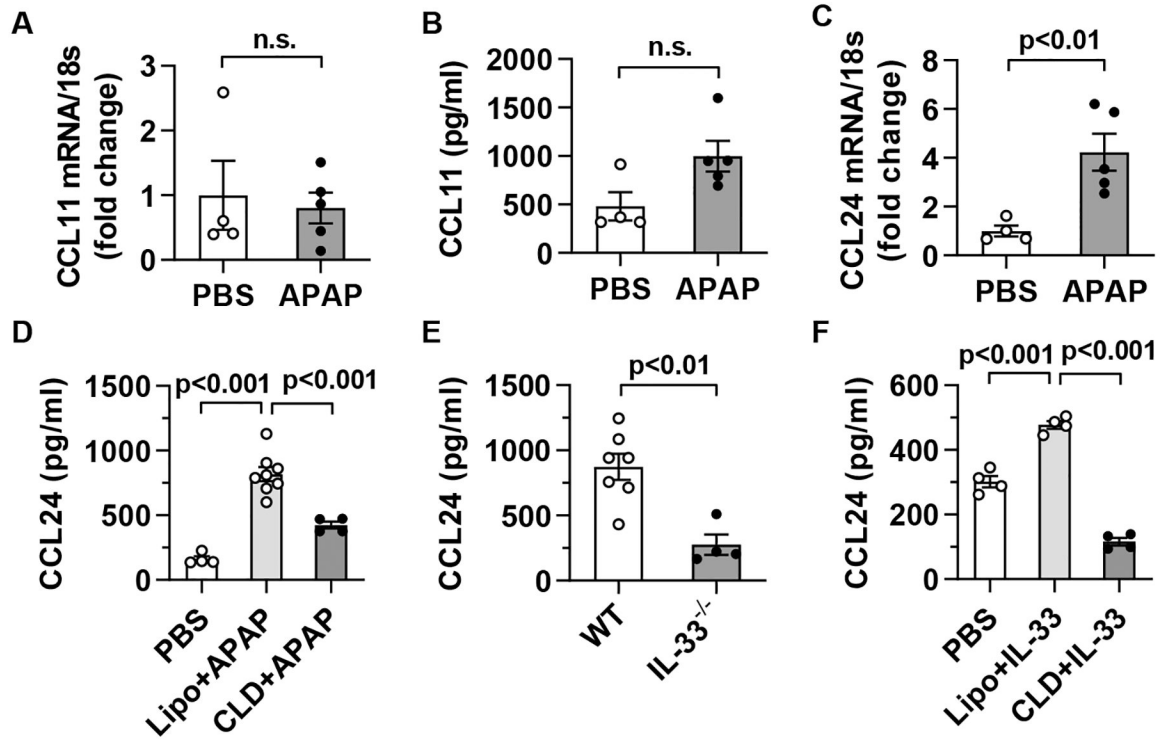 A
CCL11 mRNA/18s
(fold change)
n.s.
3
2
1
0
PBS APAP
B
CCL11 (pg/ml)
n.s.
2000
1500
1000
500
0
PBS APAP
C
CCL24 mRNA/18s
(fold change)
p<0.01
8
6
4
2
0
PBS APAP
D
CCL24 (pg/ml)
p<0.001 p<0.001
1500
1000
500
0
PBS
Lipo+APAP
CLD+APAP
E
CCL24 (pg/ml)
p<0.01
1500
1000
500
0
WT
IL-33-/-
F
CCL24 (pg/ml)
p<0.001 p<0.001
600
400
200
0
PBS
Lipo+IL-33
CLD+IL-33